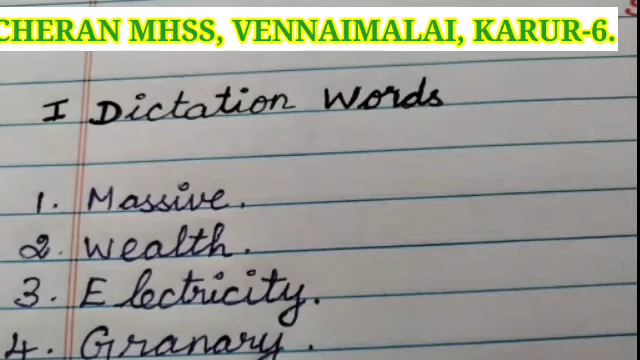 CHERAN MHSS, VENNAIMALAI, KARUR-6.
I Dictation Words
1. Massive.
2. Wealth.
3. Electricity.
4. Granary.